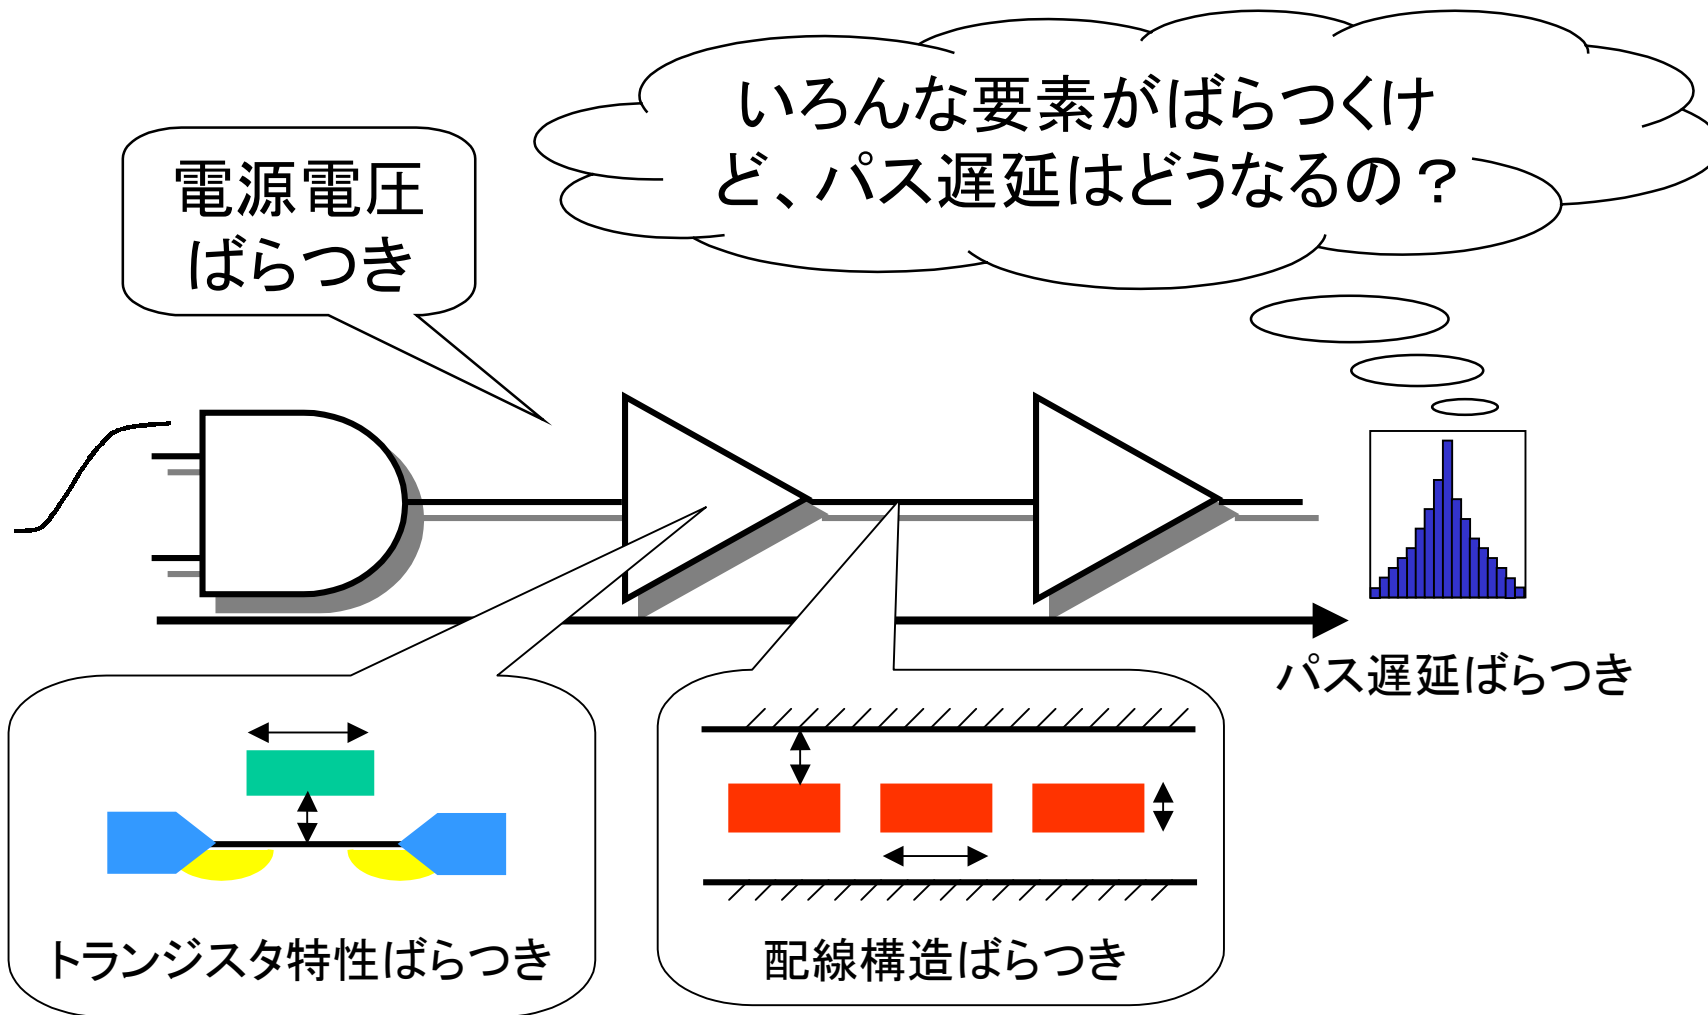 いろんな要素がばらつくけ
ど、パス遅延はどうなるの？
電源電圧
ばらつき
パス遅延ばらつき
トランジスタ特性ばらつき
配線構造ばらつき